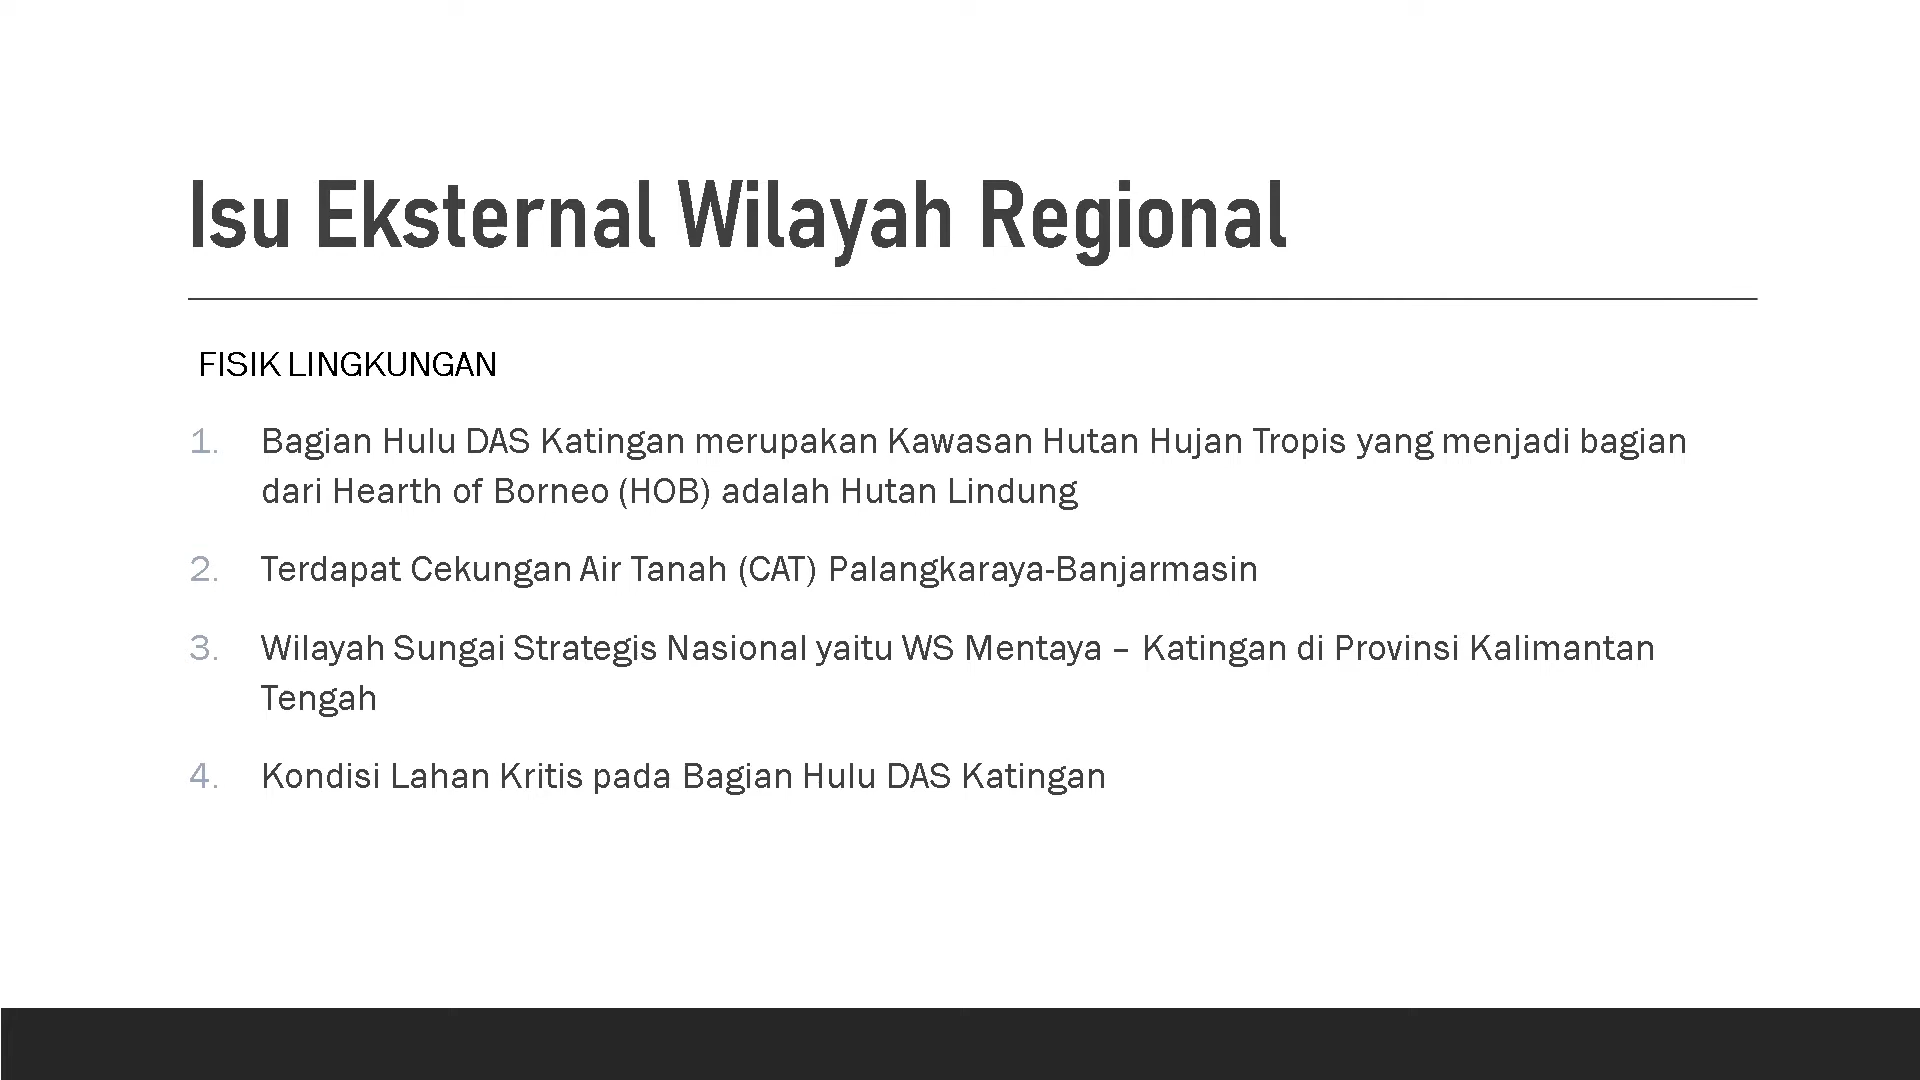 Isu Eksternal Wilayah Regional
FISIK LINGKUNGAN
1. Bagian Hulu DAS Katingan merupakan Kawasan Hutan Hujan Tropis yang menjadi bagian
dari Hearth of Borneo (HOB) adalah Hutan Lindung
2. Terdapat Cekungan Air Tanah (CAT) Palangkaraya-Banjarmasin
3. Wilayah Sungai Strategis Nasional yaitu WS Mentaya – Katingan di Provinsi Kalimantan
Tengah
4. Kondisi Lahan Kritis pada Bagian Hulu DAS Katingan